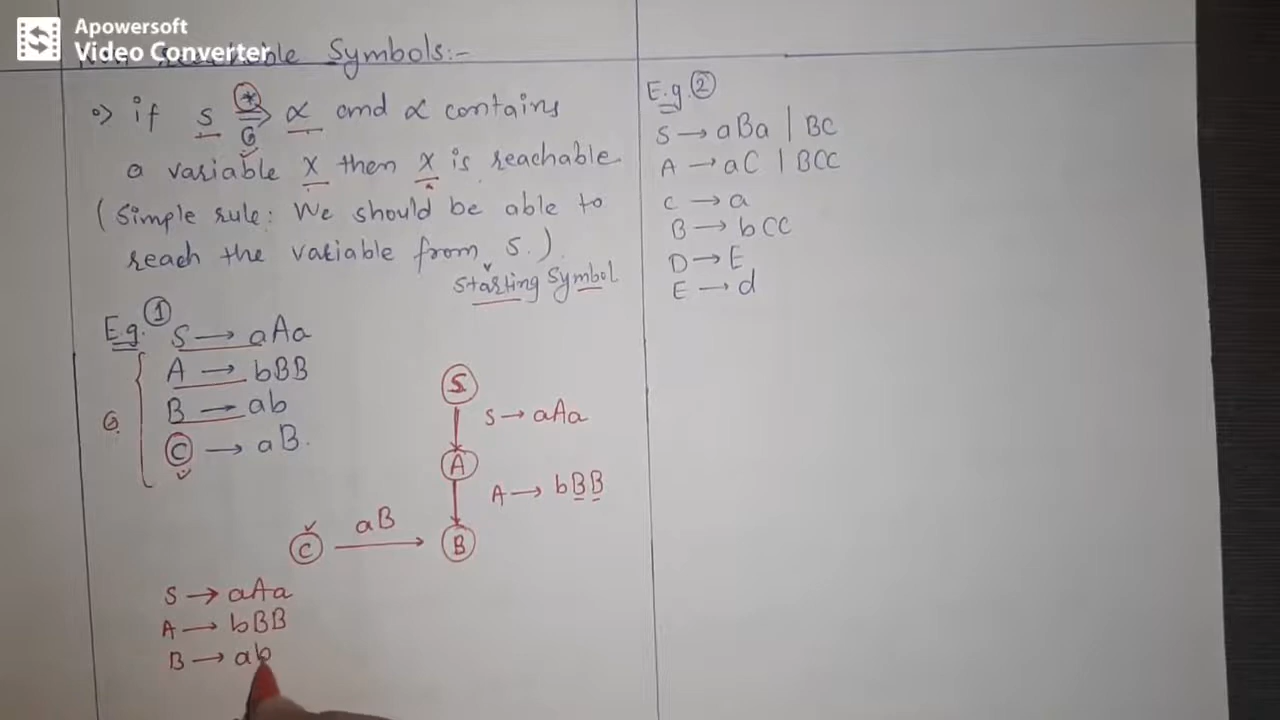 Apowersoft
Video Converter
Non reachable Symbols:-
if S *⇒G α and α contains
a variable X then X is reachable
(Simple rule: We should be able to
reach the variable from S.)
Starting Symbol
E.g. ①
S → aAa
A → bBB
B → ab
C → aB.
G
S
S → aAa
A
A → bBB
C
aB
B
S → aAa
A → bBB
B → ab
E.g. ②
S → aBa | BC
A → aC | BCC
C → a
B → bCC
D → E
E → d